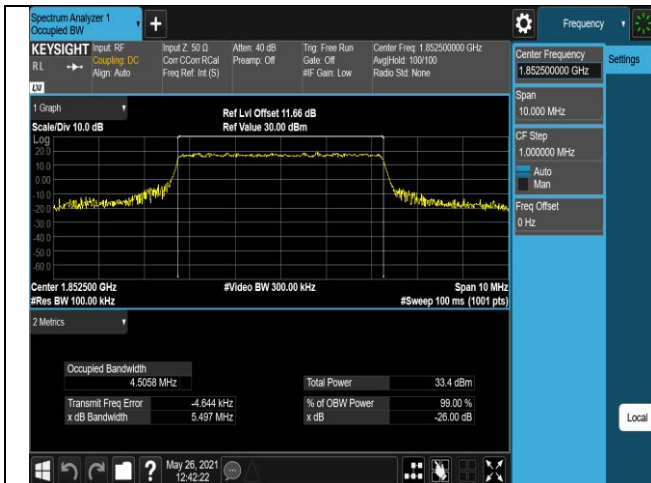 Spectrum Analyzer 1
Occupied BW
+
Frequency
KEYSIGHT
RL
LXI
Input: RF
Coupling: DC
Align: Auto
Input Z: 50 Ω
Corr CCorr RCal
Freq Ref: Int (S)
Atten: 40 dB
Preamp: Off
Trig: Free Run
Gate: Off
#IF Gain: Low
Center Freq: 1.852500000 GHz
Avg|Hold: 100/100
Radio Std: None
Center Frequency
1.852500000 GHz
Settings
Span
10.000 MHz
CF Step
1.000000 MHz
Auto
Man
Freq Offset
0 Hz
1 Graph
Scale/Div 10.0 dB
Ref Lvl Offset 11.66 dB
Ref Value 30.00 dBm
Log
20.0
10.0
0.00
-10.0
-20.0
-30.0
-40.0
-50.0
-60.0
Center 1.852500 GHz
#Res BW 100.00 kHz
#Video BW 300.00 kHz
Span 10 MHz
#Sweep 100 ms (1001 pts)
2 Metrics
Occupied Bandwidth
4.5058 MHz
Total Power 33.4 dBm
Transmit Freq Error -4.644 kHz
% of OBW Power 99.00 %
x dB Bandwidth 5.497 MHz
x dB -26.00 dB
Local
?
May 26, 2021
12:42:22